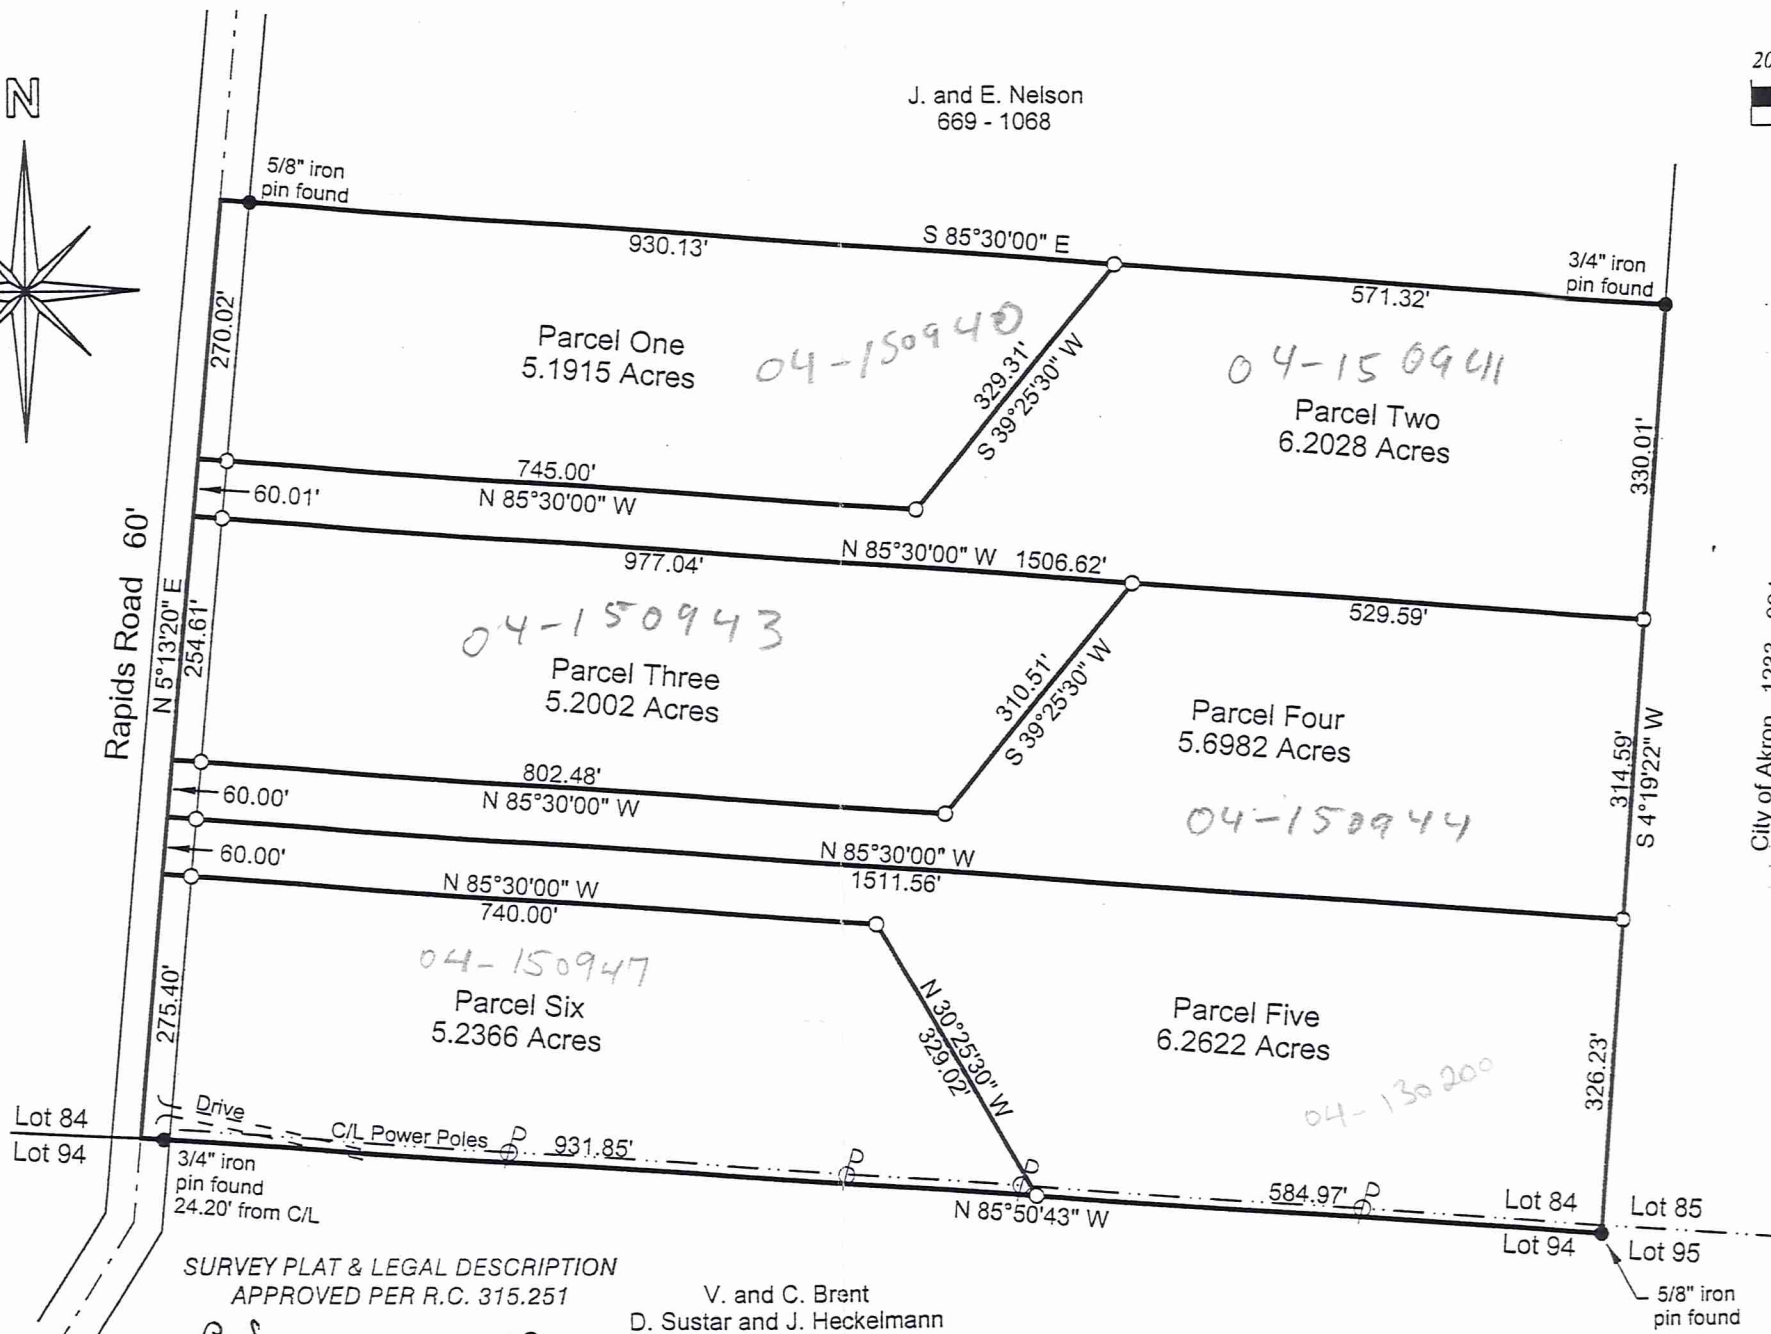 N
20
J. and E. Nelson
669 - 1068
5/8" iron
pin found
930.13'
S 85°30'00" E
3/4" iron
pin found
571.32'
270.02'
Parcel One
5.1915 Acres
04-150940
329.31'
S 39°25'30" W
04-150941
Parcel Two
6.2028 Acres
330.01'
745.00'
N 85°30'00" W
60.01'
977.04'
N 85°30'00" W 1506.62'
529.59'
Rapids Road 60'
N 5°13'20" E
254.61'
04-150943
Parcel Three
5.2002 Acres
310.51'
S 39°25'30" W
Parcel Four
5.6982 Acres
04-150944
314.59'
S 4°19'22" W
City of Akron
802.48'
N 85°30'00" W
60.00'
60.00'
N 85°30'00" W
1511.56'
N 85°30'00" W
740.00'
04-150947
Parcel Six
5.2366 Acres
275.40'
N 30°25'30" W
329.02'
Parcel Five
6.2622 Acres
04-130200
326.23'
Lot 84
Lot 94
Drive
C/L Power Poles
P
931.85'
P
P
584.97'
P
N 85°50'43" W
Lot 84
Lot 85
Lot 94
Lot 95
3/4" iron
pin found
24.20' from C/L
5/8" iron
pin found
SURVEY PLAT & LEGAL DESCRIPTION
APPROVED PER R.C. 315.251
V. and C. Brent
D. Sustar and J. Heckelmann